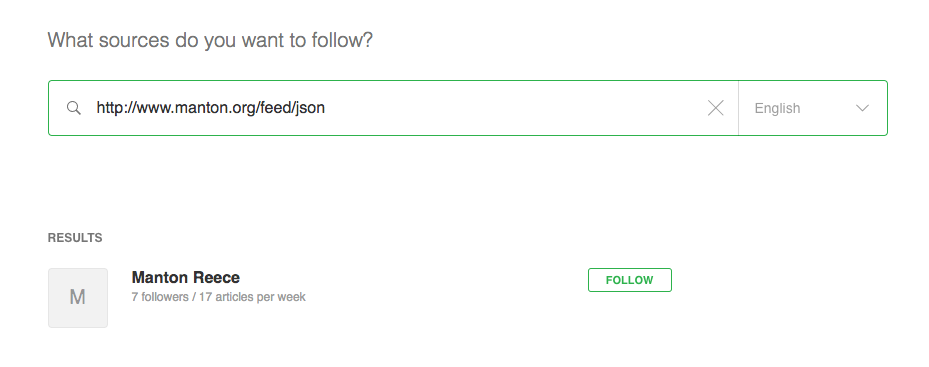 What sources do you want to follow?
http://www.manton.org/feed/json
English
RESULTS
M
Manton Reece
7 followers / 17 articles per week
FOLLOW